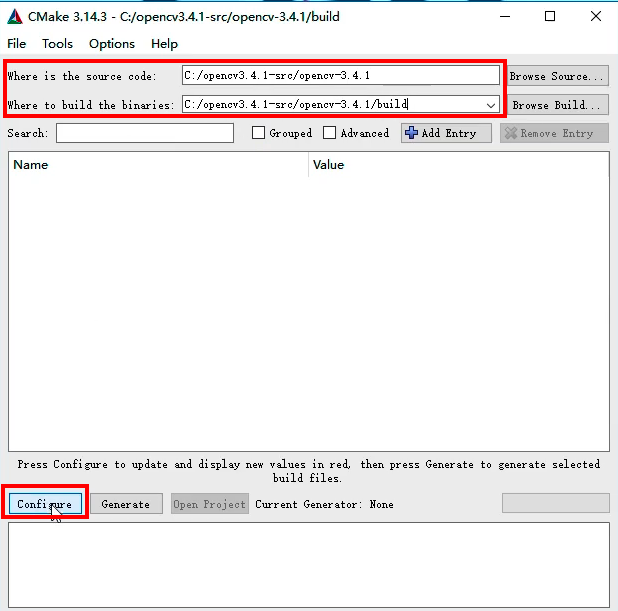 CMake 3.14.3 - C:/opencv3.4.1-src/opencv-3.4.1/build
File Tools Options Help
Where is the source code: C:/opencv3.4.1-src/opencv-3.4.1 Browse Source...
Where to build the binaries: C:/opencv3.4.1-src/opencv-3.4.1/build Browse Build...
Search: Grouped Advanced Add Entry Remove Entry
Name Value
Press Configure to update and display new values in red, then press Generate to generate selected
build files.
Configure Generate Open Project Current Generator: None